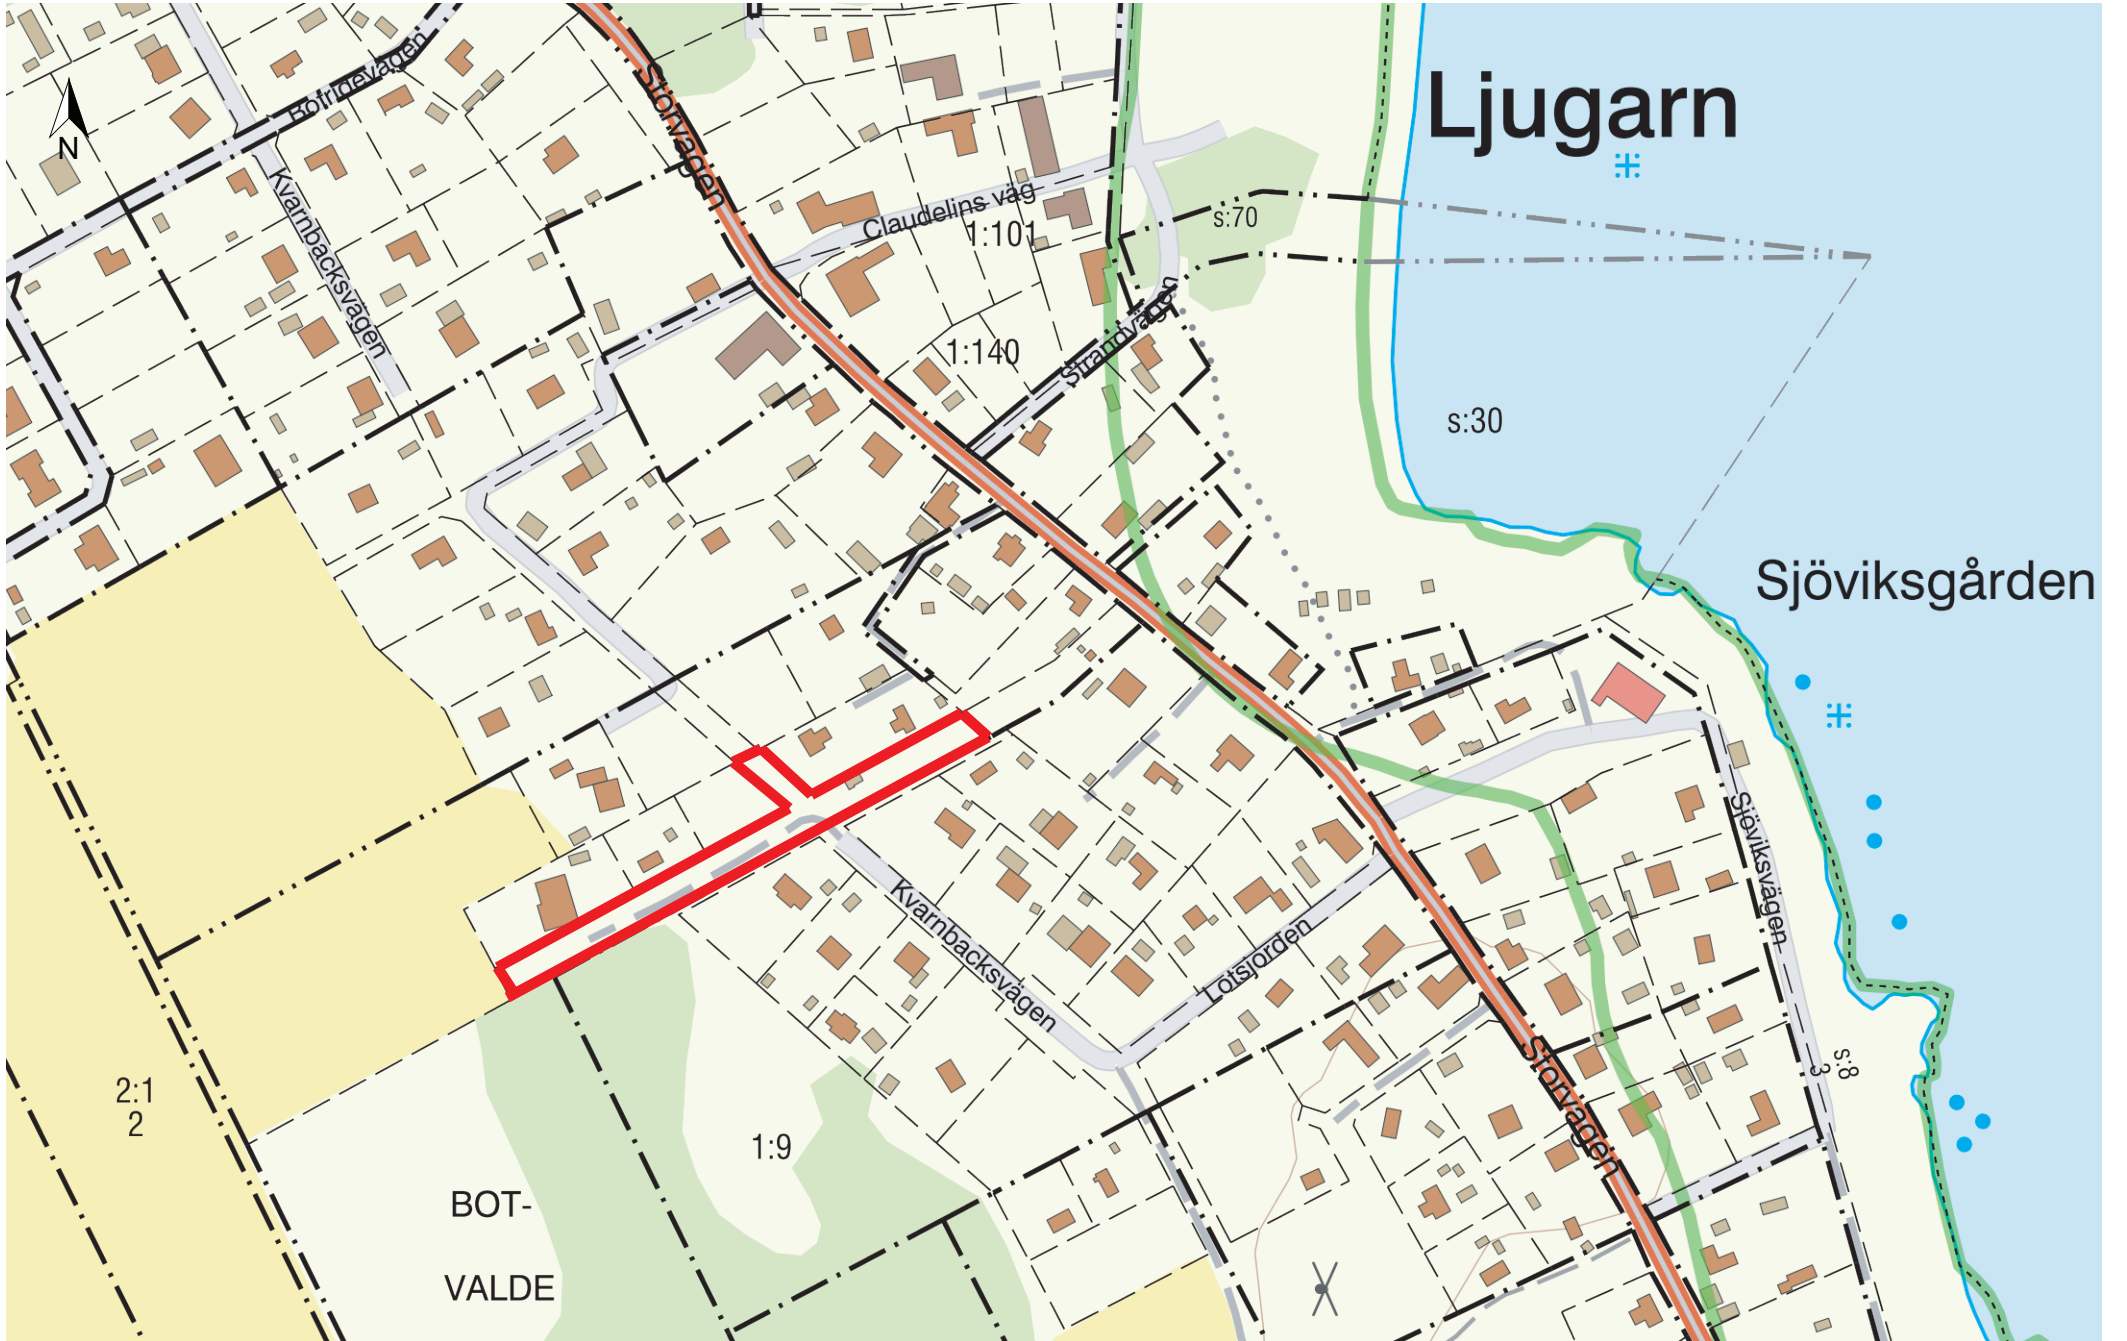 Ljugarn
Botridevägen
Storvägen
N
Kvarnbacksvägen
Claudelins väg
1:101
s:70
1:140
Strandvägen
s:30
Sjöviksgården
Sjöviksvägen
Kvarnbacksvägen
Lotsjorden
Storvägen
s:8
3
2:1
2
1:9
BOT-
VALDE